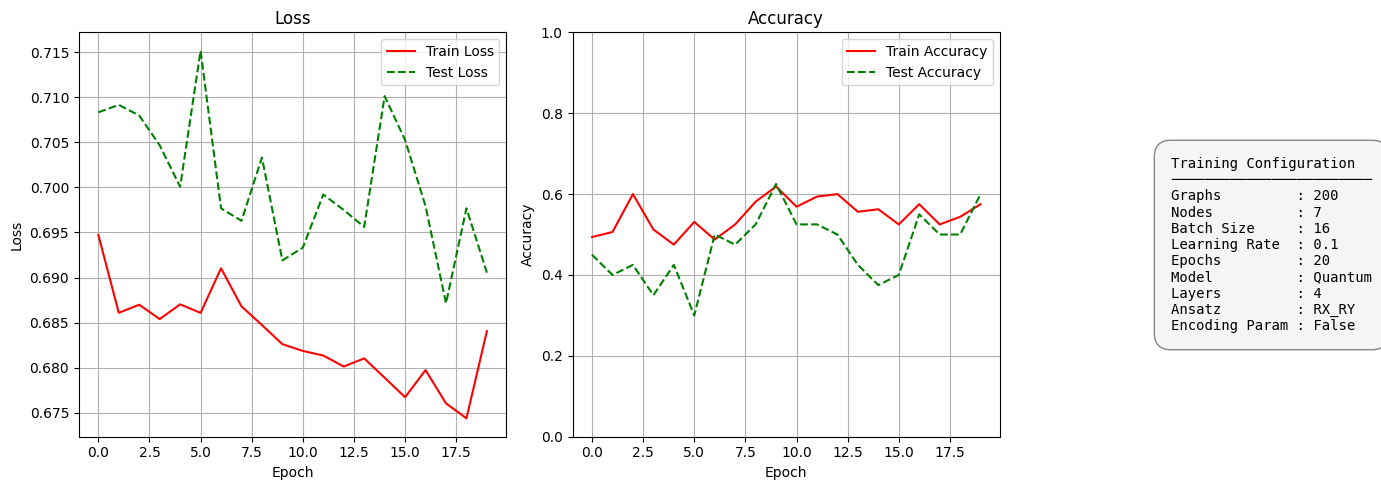 Loss
0.715
0.710
0.705
0.700
0.695
0.690
0.685
0.680
0.675
Loss
Train Loss
Test Loss
0.0 2.5 5.0 7.5 10.0 12.5 15.0 17.5
Epoch
Accuracy
1.0
0.8
0.6
0.4
0.2
0.0
Accuracy
Train Accuracy
Test Accuracy
0.0 2.5 5.0 7.5 10.0 12.5 15.0 17.5
Epoch
Training Configuration
Graphs : 200
Nodes : 7
Batch Size : 16
Learning Rate : 0.1
Epochs : 20
Model : Quantum
Layers : 4
Ansatz : RX_RY
Encoding Param : False